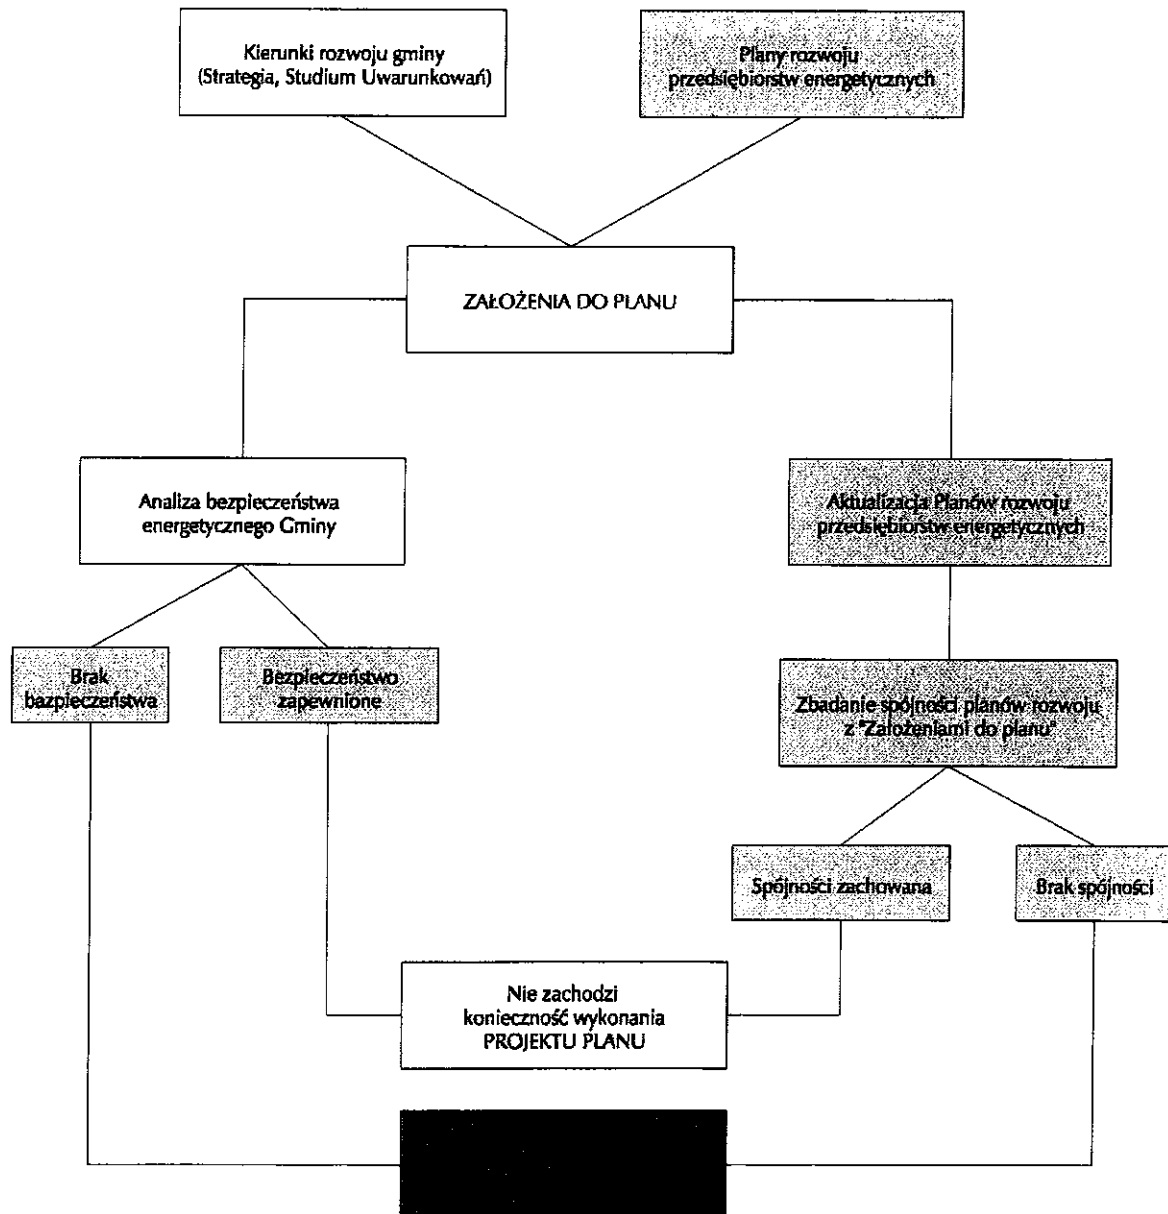 Kierunki rozwoju gminy
(Strategia, Studium Uwarunkowań)
Plany rozwoju
przedsiębiorstw energetycznych
ZAŁOŻENIA DO PLANU
Analiza bezpieczeństwa
energetycznego Gminy
Aktualizacja Planów rozwoju
przedsiębiorstw energetycznych
Brak
bazpieczeństwa
Bezpieczeństwo
zapewnione
Zbadanie spójności planów rozwoju
z "Założeniami do planu"
Spójności zachowana
Brak spójności
Nie zachodzi
konieczność wykonania
PROJEKTU PLANU